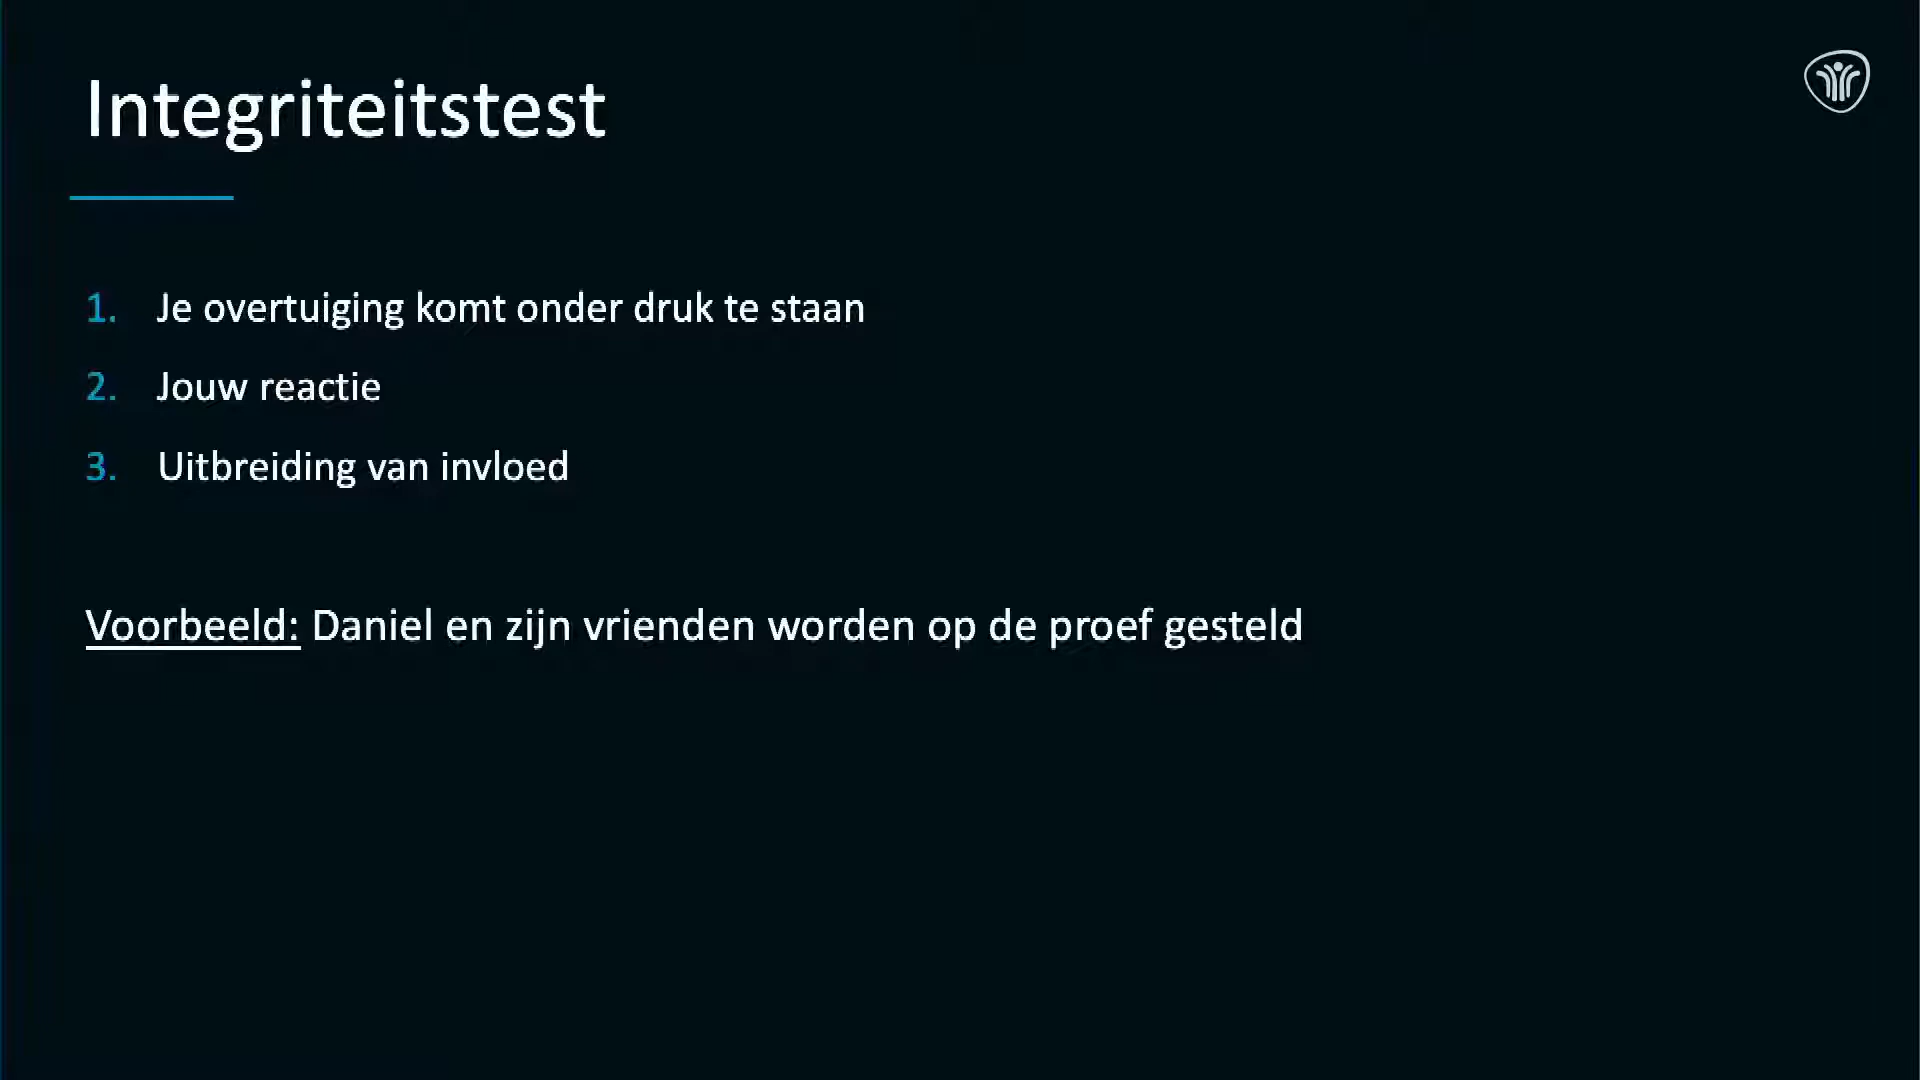 Integriteitstest
1. Je overtuiging komt onder druk te staan
2. Jouw reactie
3. Uitbreiding van invloed
Voorbeeld: Daniel en zijn vrienden worden op de proef gesteld